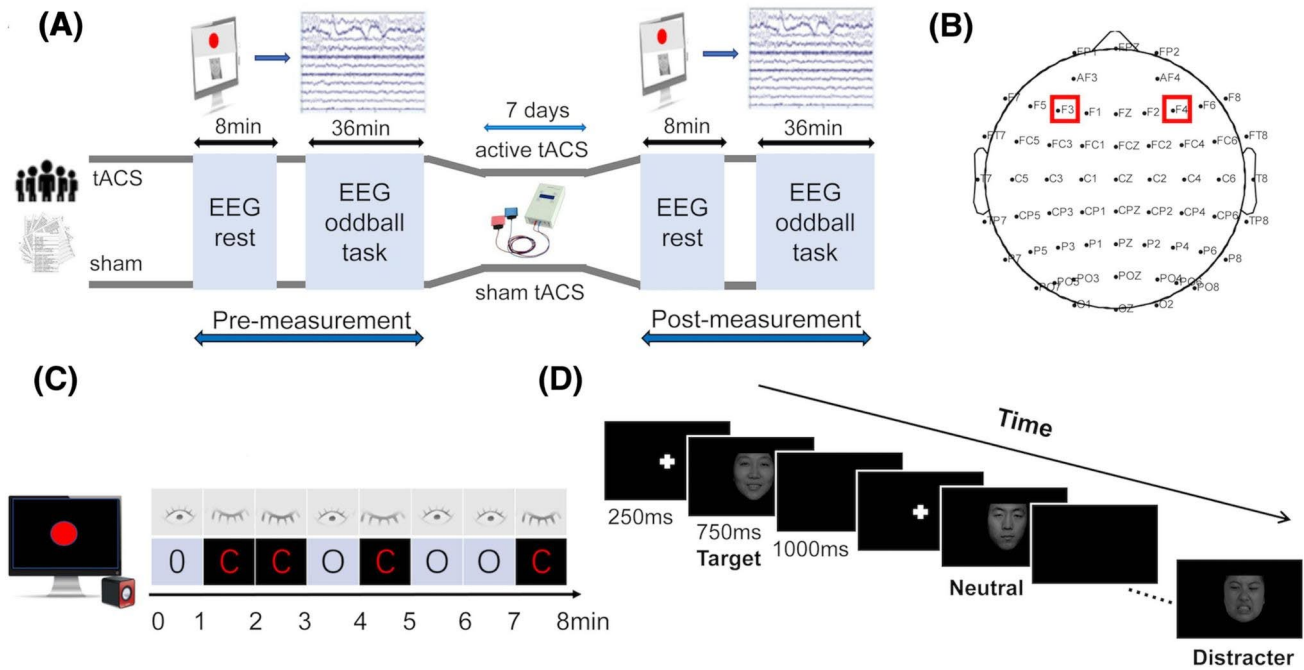 (A)
8min
36min
7 days
active tACS
8min
36min
tACS
sham
EEG
rest
EEG
oddball
task
sham tACS
EEG
rest
EEG
oddball
task
Pre-measurement
Post-measurement
(B)
FP1 FPZ FP2
AF3 AF4
F7 F5 F3 F1 FZ F2 F4 F6 F8
FT7 FC5 FC3 FC1 FCZ FC2 FC4 FC6 FT8
T7 C5 C3 C1 CZ C2 C4 C6 T8
TP7 CP5 CP3 CP1 CPZ CP2 CP4 CP6 TP8
P7 P5 P3 P1 PZ P2 P4 P6 P8
PO7 PO5 PO3 POZ PO4 PO6 PO8
O1 OZ O2
(C)
O C C O C O O C
0 1 2 3 4 5 6 7 8min
(D)
Time
250ms
750ms
Target
1000ms
Neutral
Distracter